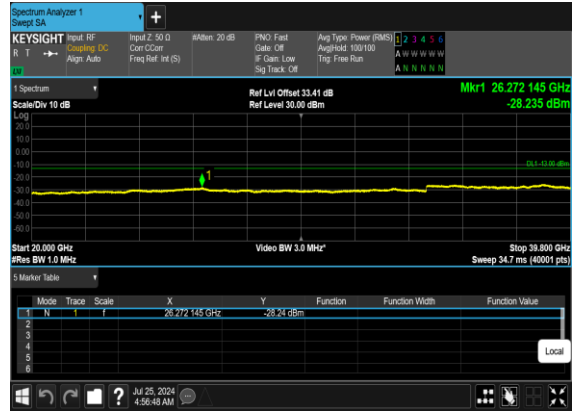 Spectrum Analyzer 1
Swept SA
+
KEYSIGHT Input: RF Input Z: 50 Ω #Atten: 20 dB PNO: Fast Avg Type: Power (RMS) 1 2 3 4 5 6
R T Coupling: DC Corr CCorr Gate: Off Avg|Hold: 100/100 A W W W W W
Align: Auto Freq Ref: Int (S) IF Gain: Low Trig: Free Run
Sig Track: Off A N N N N N
1 Spectrum Ref Lvl Offset 33.41 dB Mkr1 26.272 145 GHz
Scale/Div 10 dB Ref Level 30.00 dBm -28.235 dBm
Log
20.0
10.0
0.00
-10.0 DL1 -13.00 dBm
-20.0 1
-30.0
-40.0
-50.0
-60.0
Start 20.000 GHz Video BW 3.0 MHz* Stop 39.800 GHz
#Res BW 1.0 MHz Sweep 34.7 ms (40001 pts)
5 Marker Table
Mode Trace Scale X Y Function Function Width Function Value
1 N 1 f 26.272 145 GHz -28.24 dBm
2
3
4
5
6
Local
? Jul 25, 2024
4:56:48 AM